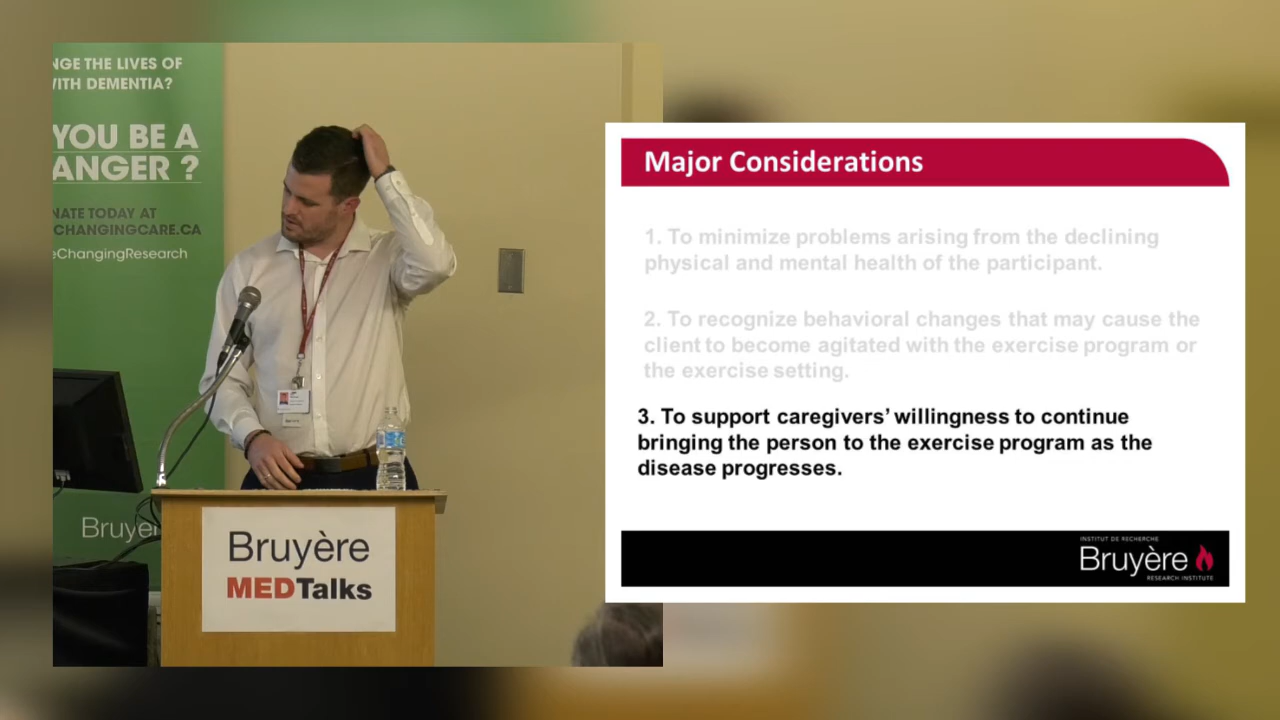 NGE THE LIVES OF
ITH DEMENTIA?
YOU BE A
ANGER ?
NATE TODAY AT
CHANGINGCARE.CA
eChangingResearch
Bruyèr
Bruyère
MEDTalks
Major Considerations
1. To minimize problems arising from the declining
physical and mental health of the participant.
2. To recognize behavioral changes that may cause the
client to become agitated with the exercise program or
the exercise setting.
3. To support caregivers’ willingness to continue
bringing the person to the exercise program as the
disease progresses.
INSTITUT DE RECHERCHE
Bruyère
RESEARCH INSTITUTE